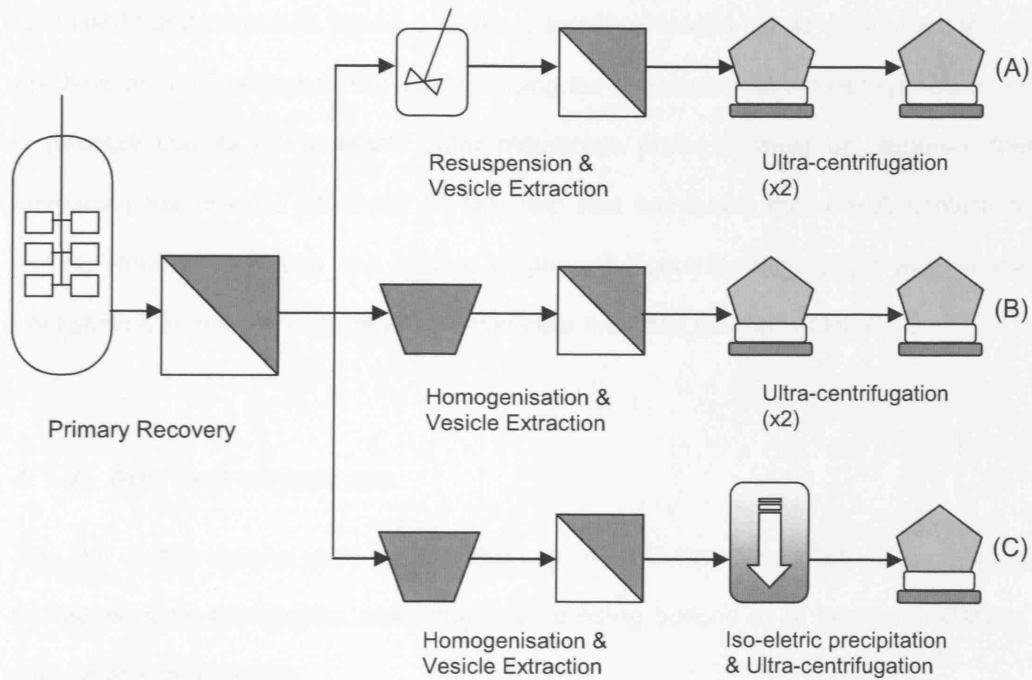 (A)
Resuspension &
Vesicle Extraction
Ultra-centrifugation
(x2)
(B)
Homogenisation &
Vesicle Extraction
Ultra-centrifugation
(x2)
Primary Recovery
(C)
Homogenisation &
Vesicle Extraction
Iso-eletric precipitation
& Ultra-centrifugation